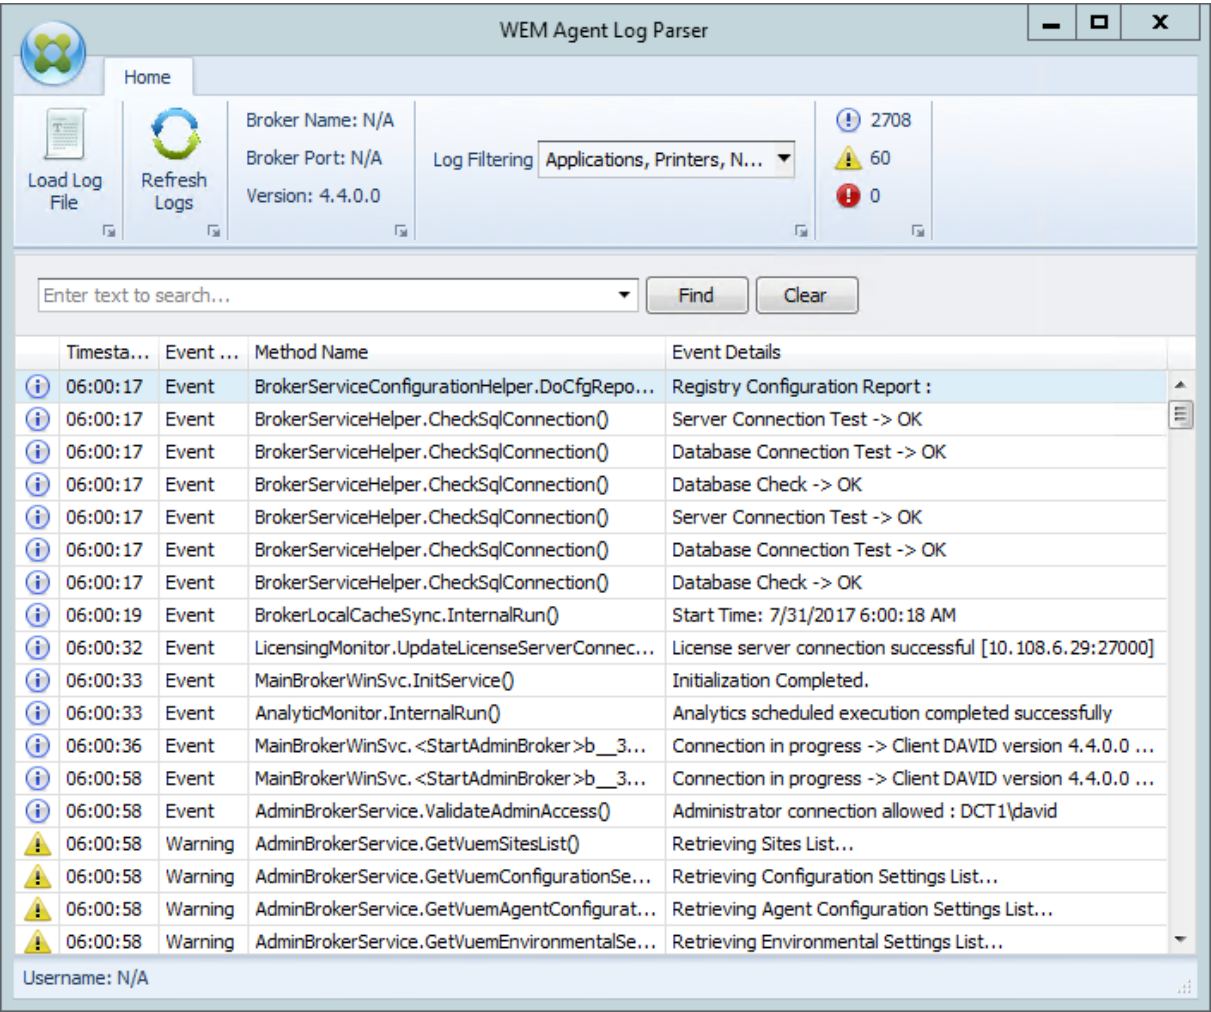 WEM Agent Log Parser
Home
Load Log
File
Refresh
Logs
Broker Name: N/A
Broker Port: N/A
Version: 4.4.0.0
Log Filtering Applications, Printers, N...
2708
60
0
Enter text to search...
Find
Clear
Timesta... Event ... Method Name Event Details
06:00:17 Event BrokerServiceConfigurationHelper.DoCfgRepo... Registry Configuration Report :
06:00:17 Event BrokerServiceHelper.CheckSqlConnection() Server Connection Test -> OK
06:00:17 Event BrokerServiceHelper.CheckSqlConnection() Database Connection Test -> OK
06:00:17 Event BrokerServiceHelper.CheckSqlConnection() Database Check -> OK
06:00:17 Event BrokerServiceHelper.CheckSqlConnection() Server Connection Test -> OK
06:00:17 Event BrokerServiceHelper.CheckSqlConnection() Database Connection Test -> OK
06:00:17 Event BrokerServiceHelper.CheckSqlConnection() Database Check -> OK
06:00:19 Event BrokerLocalCacheSync.InternalRun() Start Time: 7/31/2017 6:00:18 AM
06:00:32 Event LicensingMonitor.UpdateLicenseServerConnec... License server connection successful [10.108.6.29:27000]
06:00:33 Event MainBrokerWinSvc.InitService() Initialization Completed.
06:00:33 Event AnalyticMonitor.InternalRun() Analytics scheduled execution completed successfully
06:00:36 Event MainBrokerWinSvc.<StartAdminBroker>b__3... Connection in progress -> Client DAVID version 4.4.0.0 ...
06:00:58 Event MainBrokerWinSvc.<StartAdminBroker>b__3... Connection in progress -> Client DAVID version 4.4.0.0 ...
06:00:58 Event AdminBrokerService.ValidateAdminAccess() Administrator connection allowed : DCT1\david
06:00:58 Warning AdminBrokerService.GetVuemSitesList() Retrieving Sites List...
06:00:58 Warning AdminBrokerService.GetVuemConfigurationSe... Retrieving Configuration Settings List...
06:00:58 Warning AdminBrokerService.GetVuemAgentConfigurat... Retrieving Agent Configuration Settings List...
06:00:58 Warning AdminBrokerService.GetVuemEnvironmentalSe... Retrieving Environmental Settings List...
Username: N/A